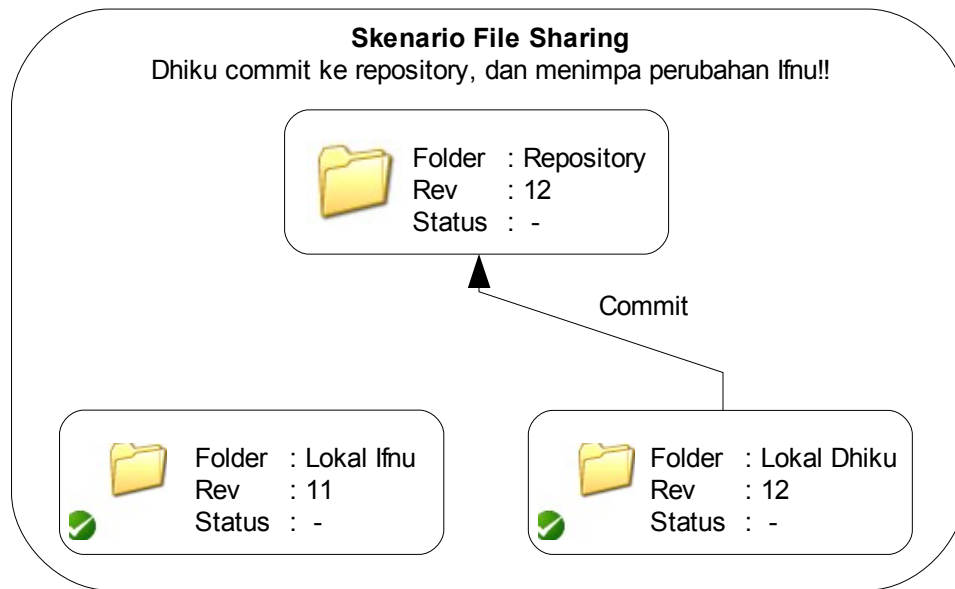 Skenario File Sharing
Dhiku commit ke repository, dan menimpa perubahan Ifnu!!
Folder : Repository
Rev : 12
Status : -
Commit
Folder : Lokal Ifnu
Rev : 11
Status : -
Folder : Lokal Dhiku
Rev : 12
Status : -